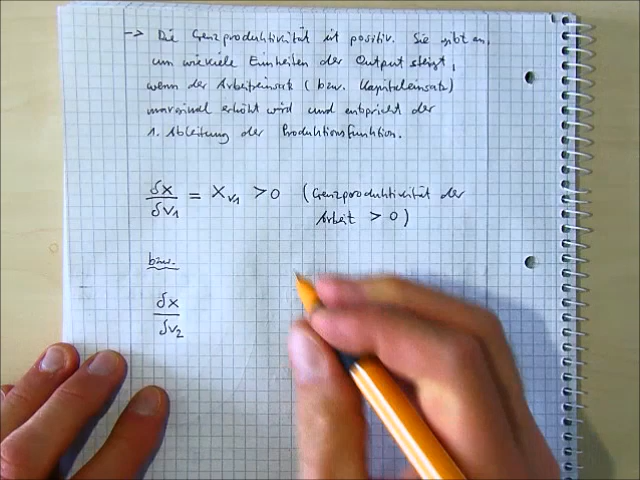 -> Die Grenzproduktivität ist positiv. Sie gibt an,
um wieviele Einheiten der Output steigt,
wenn der Arbeitseinsatz (bzw. Kapitaleinsatz)
marginal erhöht wird und entspricht der
1. Ableitung der Produktionsfunktion.
δx/δv₁ = x_v₁ > 0 (Grenzproduktivität der
Arbeit > 0)
bzw.
δx/δv₂